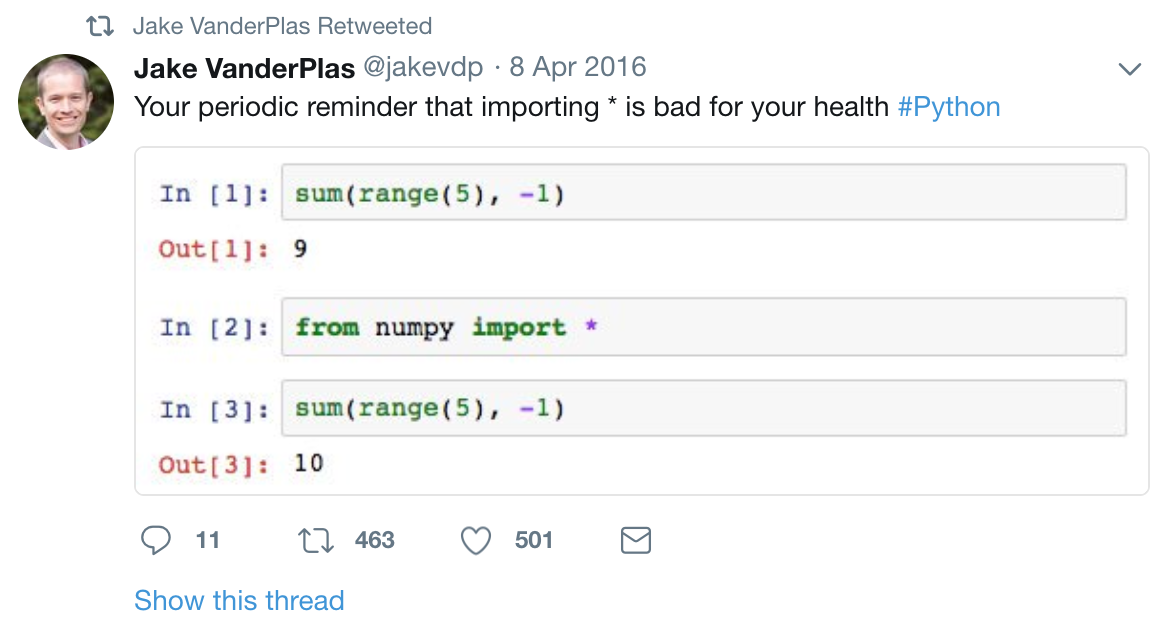 Jake VanderPlas Retweeted
Jake VanderPlas @jakevdp · 8 Apr 2016
Your periodic reminder that importing * is bad for your health #Python
In [1]: sum(range(5), -1)
Out[1]: 9
In [2]: from numpy import *
In [3]: sum(range(5), -1)
Out[3]: 10
11 463 501
Show this thread